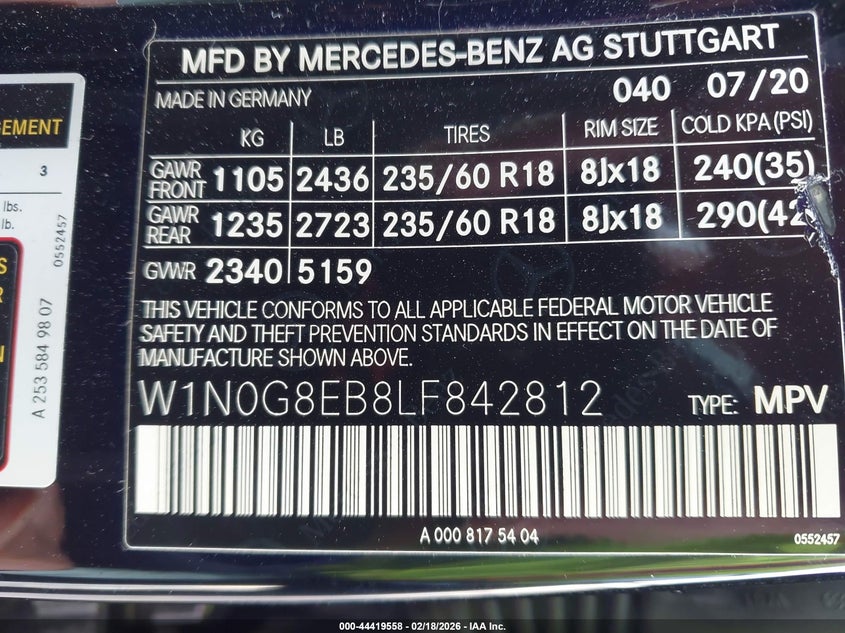 MFD BY MERCEDES-BENZ AG STUTTGART
MADE IN GERMANY 040 07/20
KG LB TIRES RIM SIZE COLD KPA (PSI)
GAWR FRONT 1105 2436 235/60 R18 8Jx18 240(35)
GAWR REAR 1235 2723 235/60 R18 8Jx18 290(42
GVWR 2340 5159
THIS VEHICLE CONFORMS TO ALL APPLICABLE FEDERAL MOTOR VEHICLE
SAFETY AND THEFT PREVENTION STANDARDS IN EFFECT ON THE DATE OF
MANUFACTURE SHOWN ABOVE.
W1N0G8EB8LF842812 TYPE: MPV
A 000 817 54 04
0552457
3
lbs.
lb.
0552457
A 253 584 98 07
000-44419558 - 02/18/2026 - IAA Inc.